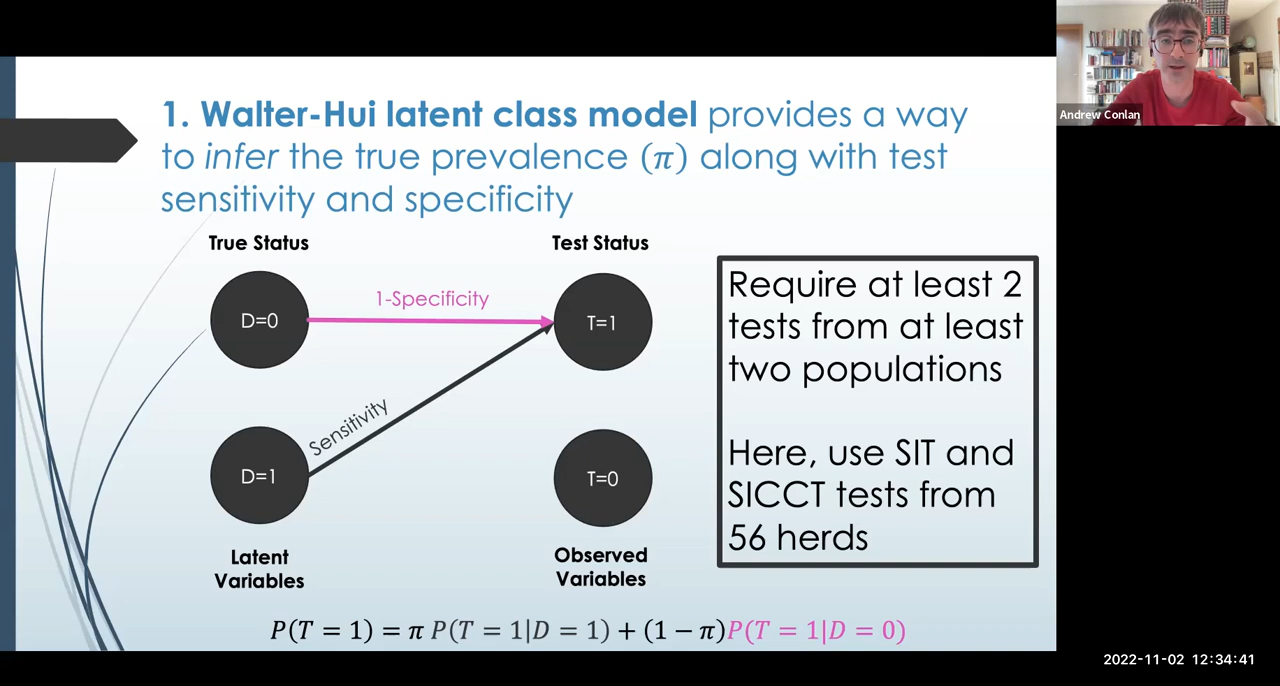 Andrew Conlan
1. Walter-Hui latent class model provides a way
to infer the true prevalence (π) along with test
sensitivity and specificity
True Status
Test Status
D=0
1-Specificity
T=1
Sensitivity
D=1
T=0
Latent
Variables
Observed
Variables
Require at least 2
tests from at least
two populations
Here, use SIT and
SICCT tests from
56 herds
P(T = 1) = π P(T = 1|D = 1) + (1 − π)P(T = 1|D = 0)
2022-11-02 12:34:41